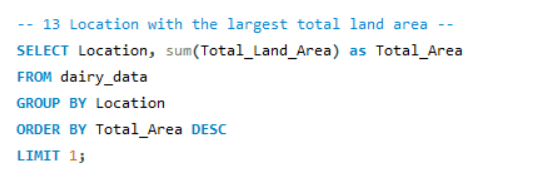 -- 13 Location with the largest total land area --
SELECT Location, sum(Total_Land_Area) as Total_Area
FROM dairy_data
GROUP BY Location
ORDER BY Total_Area DESC
LIMIT 1;